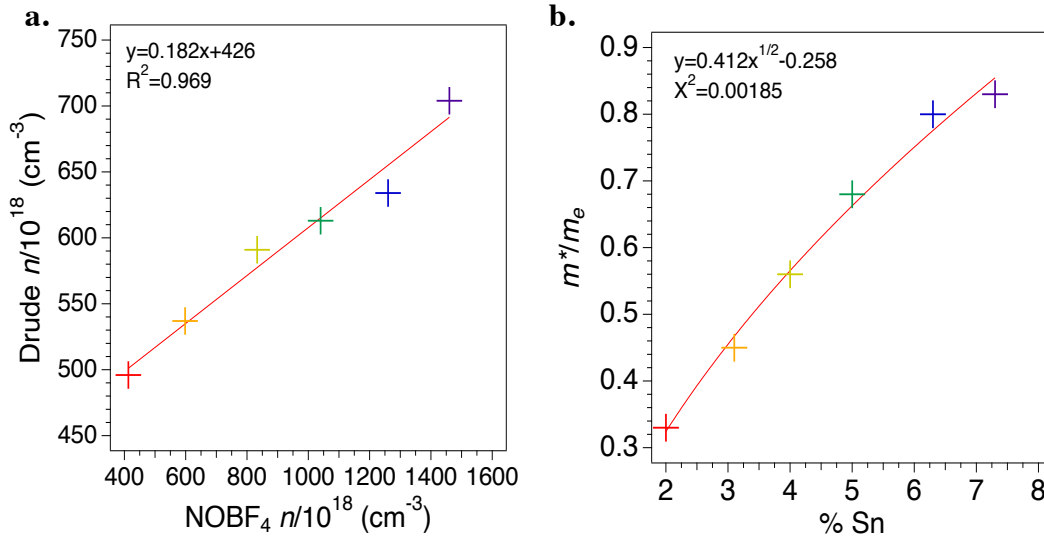 a.
y=0.182x+426
R²=0.969
750
700
650
600
550
500
450
Drude n/10¹⁸ (cm⁻³)
400 600 800 1000 1200 1400 1600
NOBF₄ n/10¹⁸ (cm⁻³)
b.
y=0.412x^1/2-0.258
X²=0.00185
0.9
0.8
0.7
0.6
0.5
0.4
0.3
m*/mₑ
2 3 4 5 6 7 8
% Sn